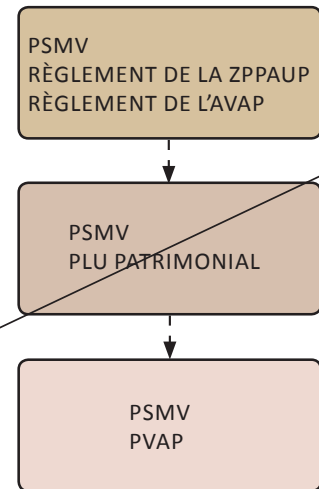 PSMV
RÈGLEMENT DE LA ZPPAUP
RÈGLEMENT DE L’AVAP
PSMV
PLU PATRIMONIAL
PSMV
PVAP